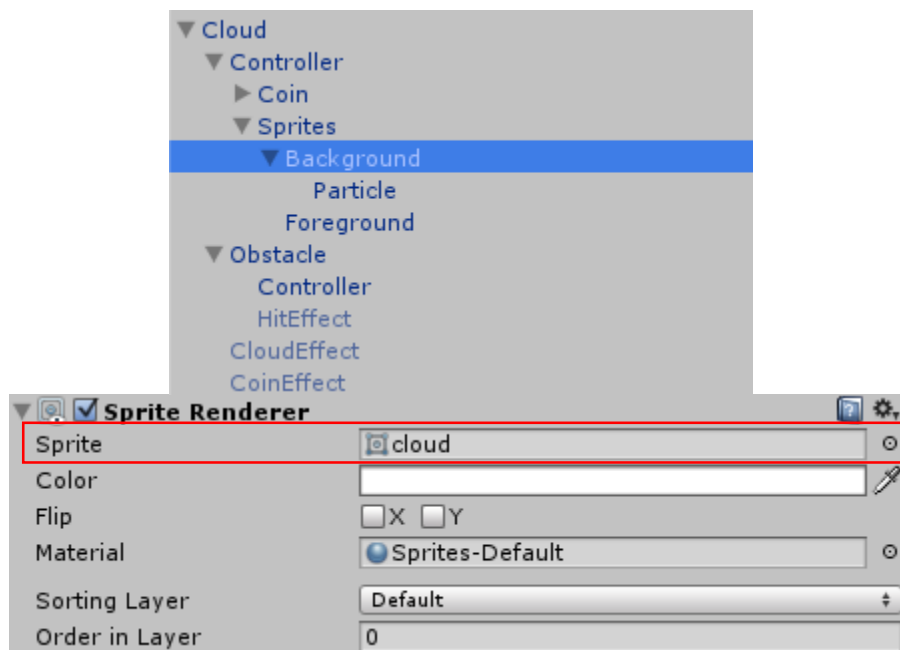 Cloud
Controller
Coin
Sprites
Background
Particle
Foreground
Obstacle
Controller
HitEffect
CloudEffect
CoinEffect
Sprite Renderer
Sprite cloud
Color
Flip X Y
Material Sprites-Default
Sorting Layer Default
Order in Layer 0